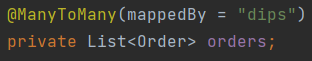 @ManyToMany(mappedBy = "dips")
private List<Order> orders;